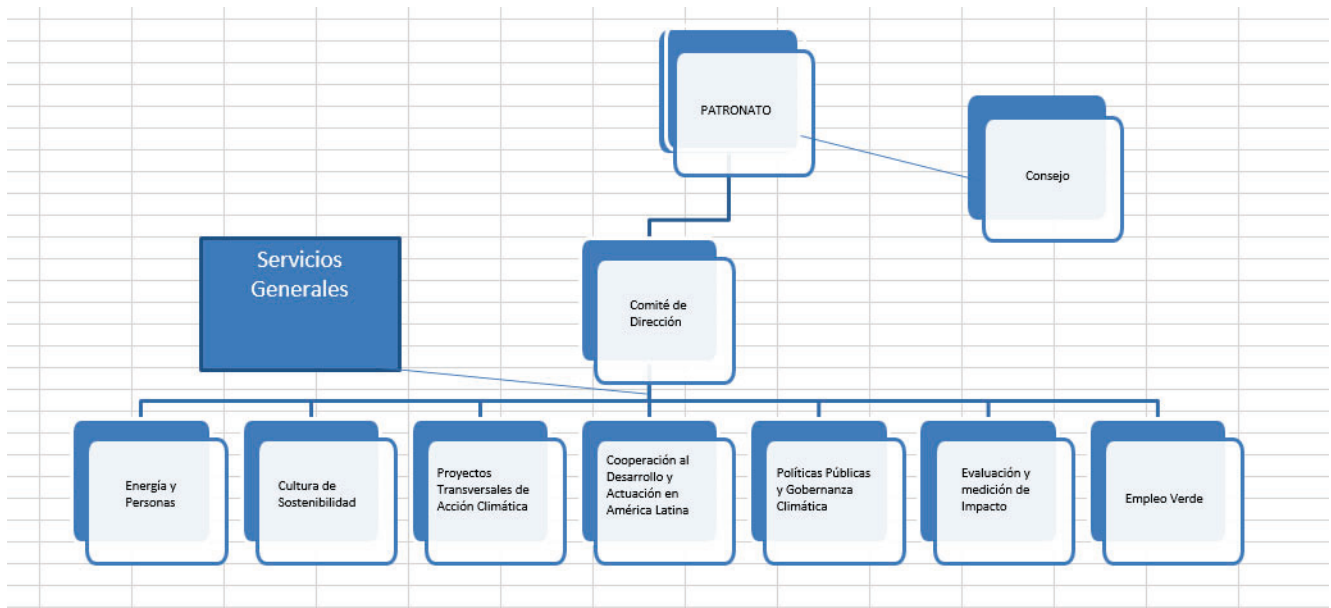 PATRONATO
Consejo
Servicios
Generales
Comité de
Dirección
Energía y
Personas
Cultura de
Sostenibilidad
Proyectos
Transversales de
Acción Climática
Cooperación al
Desarrollo y
Actuación en
América Latina
Políticas Públicas
y Gobernanza
Climática
Evaluación y
medición de
Impacto
Empleo Verde